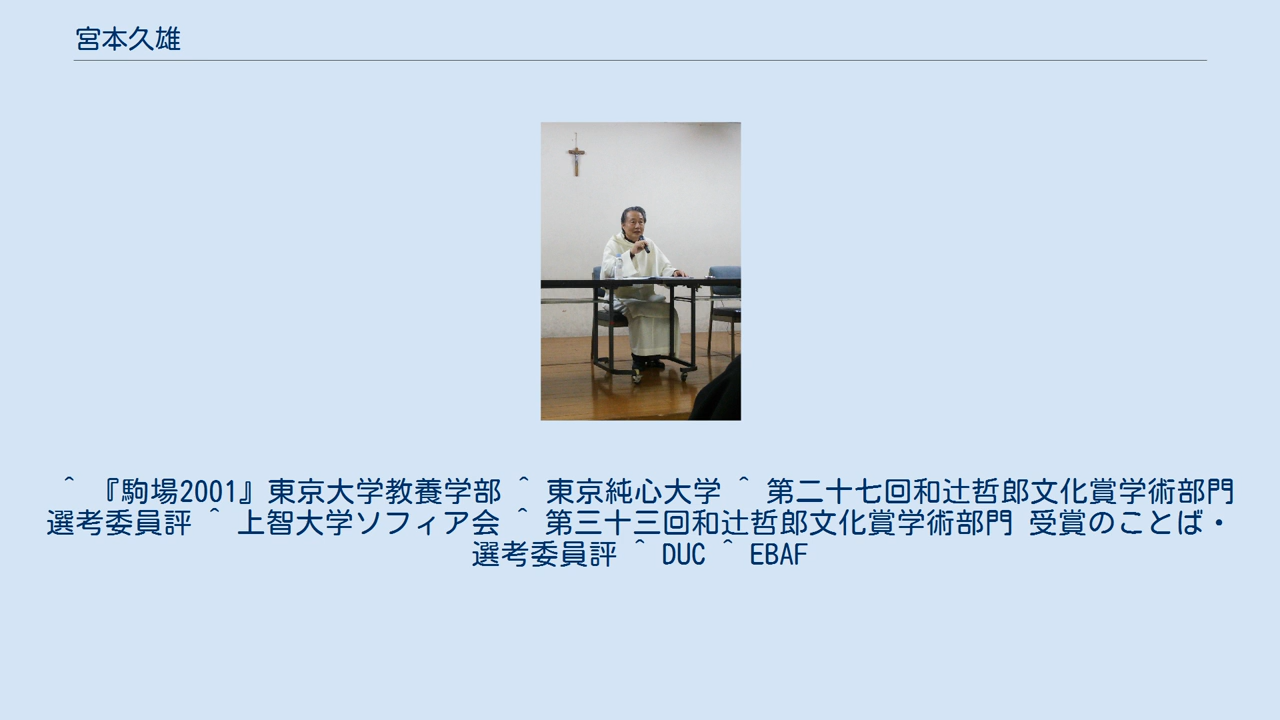 宮本久雄
^ 『駒場2001』東京大学教養学部 ^ 東京純心大学 ^ 第二十七回和辻哲郎文化賞学術部門
選考委員評 ^ 上智大学ソフィア会 ^ 第三十三回和辻哲郎文化賞学術部門 受賞のことば・
選考委員評 ^ DUC ^ EBAF